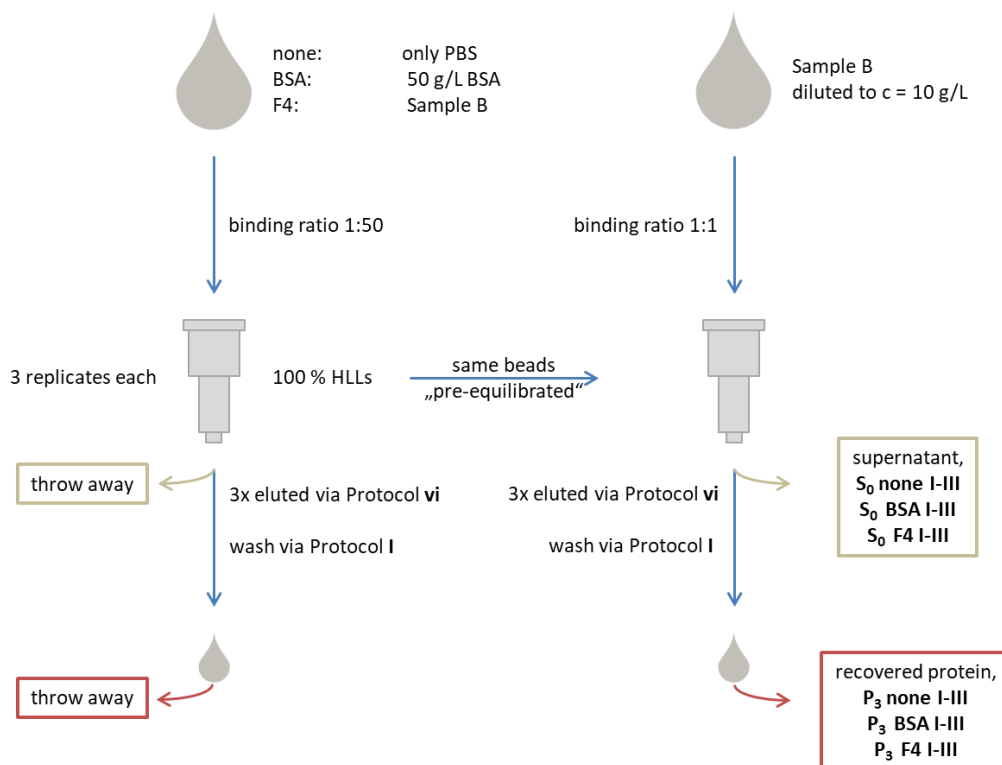 none: only PBS
BSA: 50 g/L BSA
F4: Sample B
Sample B
diluted to c = 10 g/L
binding ratio 1:50
binding ratio 1:1
3 replicates each
100 % HLLs
same beads
„pre-equilibrated“
throw away
3x eluted via Protocol vi
wash via Protocol I
3x eluted via Protocol vi
wash via Protocol I
supernatant,
S₀ none I-III
S₀ BSA I-III
S₀ F4 I-III
throw away
recovered protein,
P₃ none I-III
P₃ BSA I-III
P₃ F4 I-III